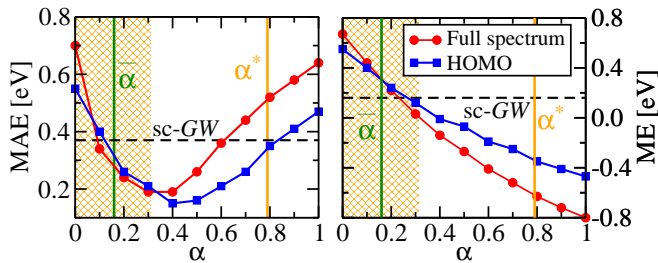 MAE [eV]
0.8
0.6
0.4
0.2
ᾱ
α*
sc-GW
0 0.2 0.4 0.6 0.8 1
α
Full spectrum
HOMO
ᾱ
α*
sc-GW
0 0.2 0.4 0.6 0.8 1
α
0.8
0.4
0.0
-0.4
-0.8
ME [eV]